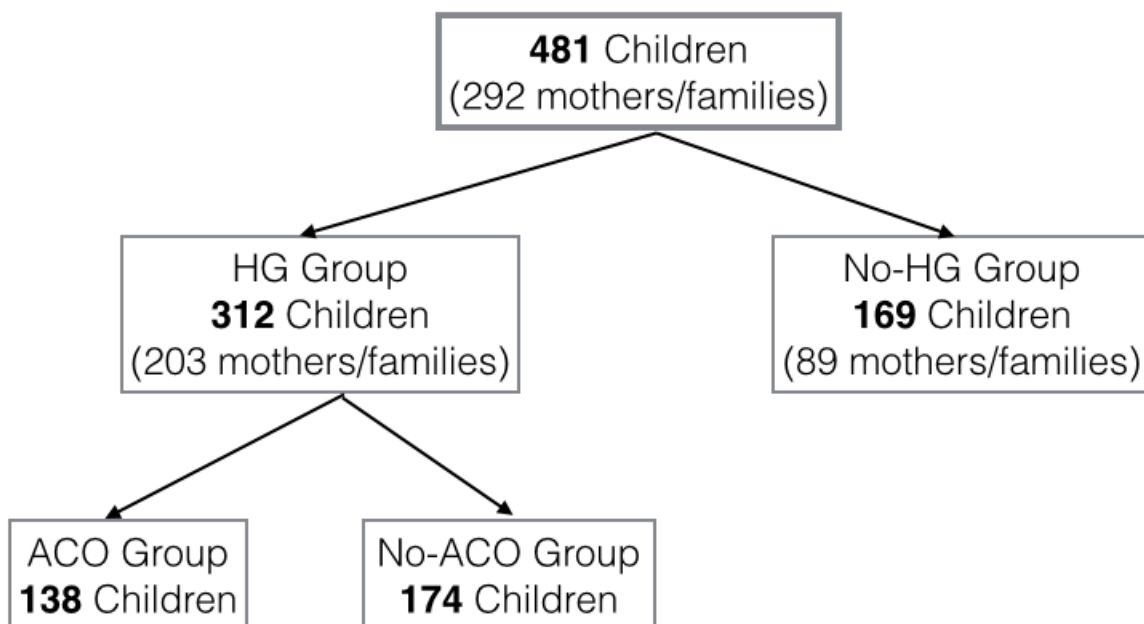 481 Children
(292 mothers/families)
HG Group
312 Children
(203 mothers/families)
No-HG Group
169 Children
(89 mothers/families)
ACO Group
138 Children
No-ACO Group
174 Children